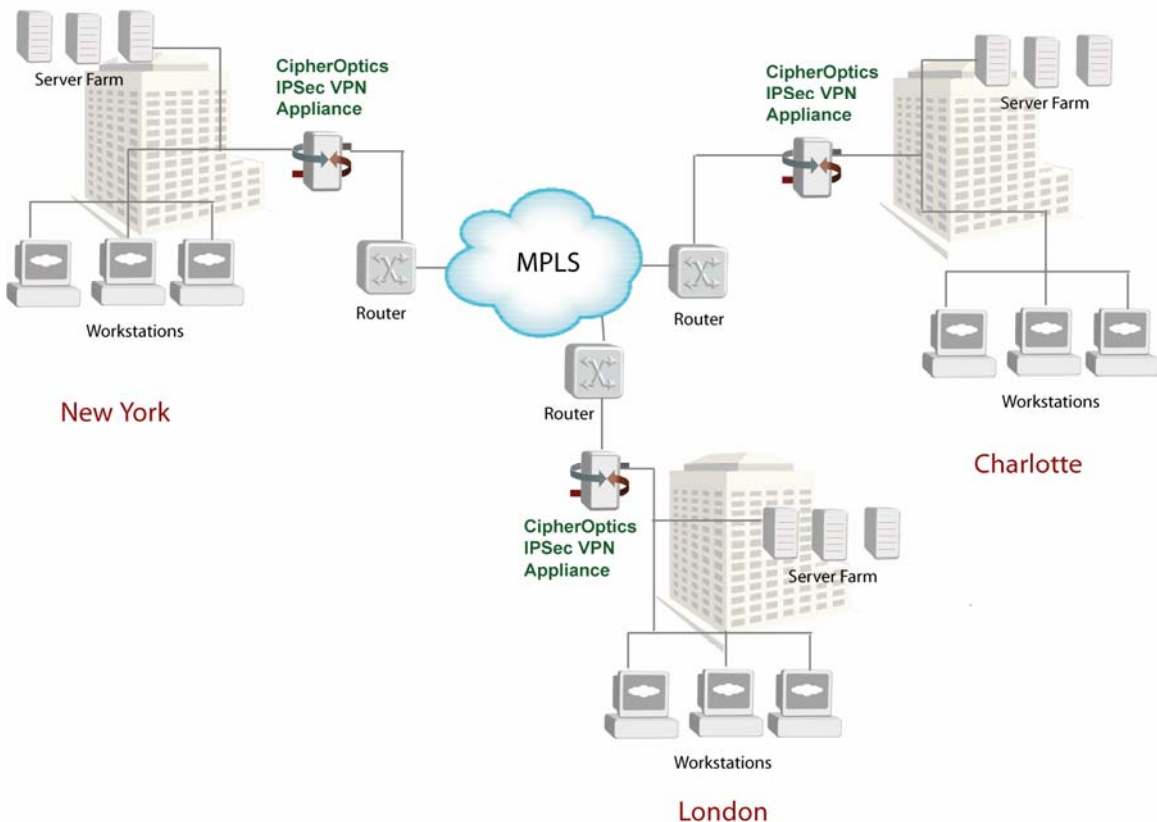 Server Farm
CipherOptics
IPSec VPN
Appliance
Router
Workstations
New York
MPLS
CipherOptics
IPSec VPN
Appliance
Server Farm
Router
Workstations
Charlotte
Router
CipherOptics
IPSec VPN
Appliance
Server Farm
Workstations
London